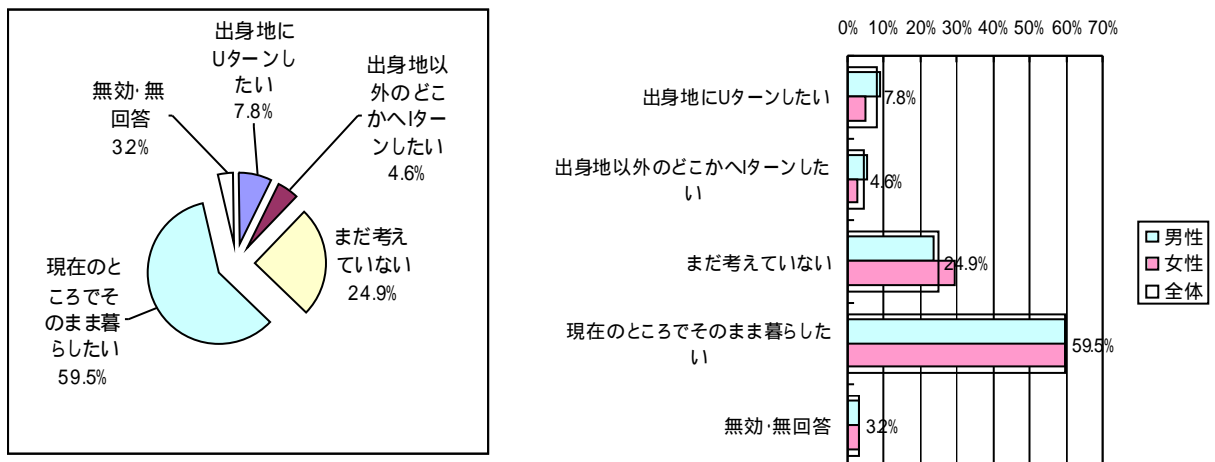 出身地に
Uターンし
たい
7.8%
出身地以
外のどこ
かへIター
ンしたい
4.6%
無効・無
回答
3.2%
まだ考え
ていない
24.9%
現在のと
ころでそ
のまま暮
らしたい
59.5%
0% 10% 20% 30% 40% 50% 60% 70%
出身地にUターンしたい
7.8%
出身地以外のどこかへIターンした
い
4.6%
まだ考えていない
24.9%
現在のところでそのまま暮らした
い
59.5%
無効・無回答
3.2%
男性
女性
全体